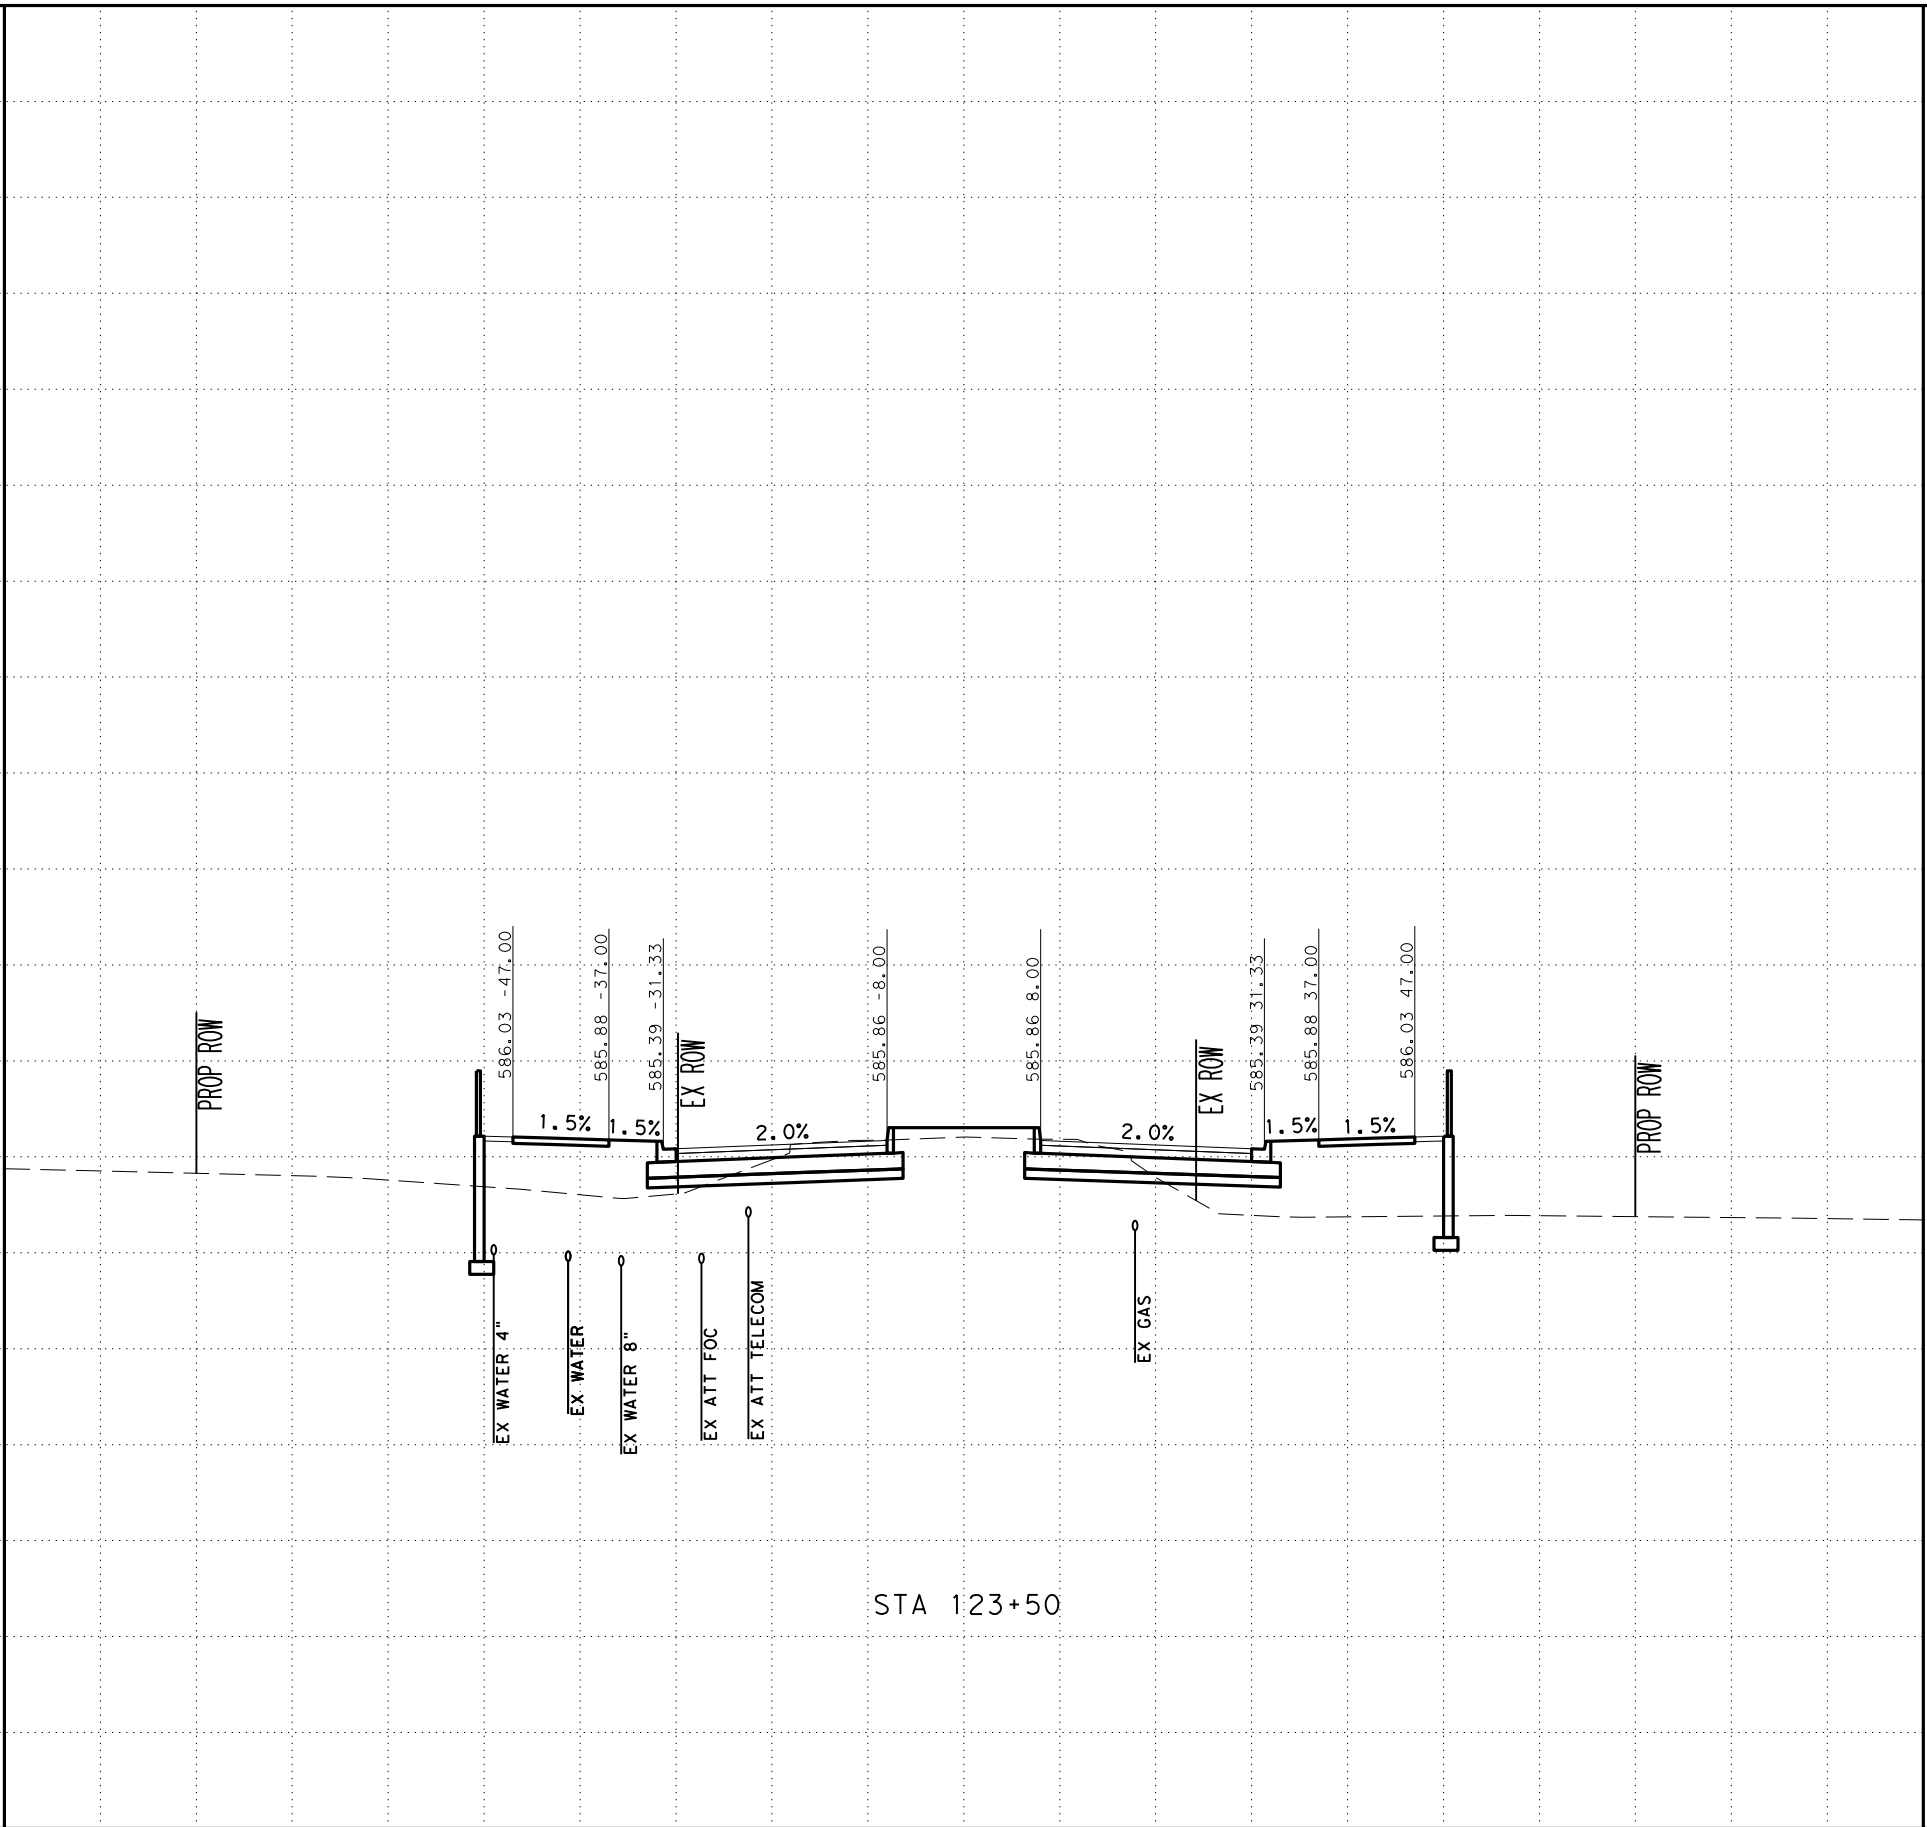 PROP ROW
586.03 -47.00
585.88 -37.00
585.39 -31.33
EX ROW
585.86 -8.00
585.86 8.00
EX ROW
585.39 31.33
585.88 37.00
586.03 47.00
PROP ROW
1.5%
1.5%
2.0%
2.0%
1.5%
1.5%
EX WATER 4"
EX WATER
EX WATER 8"
EX ATT FOC
EX ATT TELECOM
EX GAS
STA 123+50